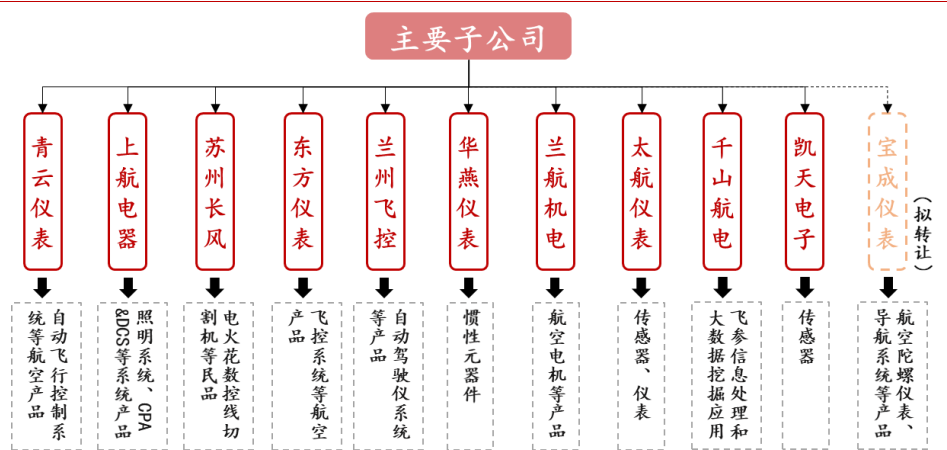 主要子公司
青云仪表
上航电器
苏州长风
东方仪表
兰州飞控
华燕仪表
兰航机电
太航仪表
千山航电
凯天电子
宝成仪表
（拟转让）
自动飞行控制系
统等航空产品
照明系统、CPA
&DCS等系统产品
电火花数控线切
割机等民品
飞控系统等航空
产品
自动驾驶仪系统
等产品
惯性元器件
航空电机等产品
传感器、仪表
飞参信息处理和
大数据挖掘应用
传感器
航空陀螺仪表、
导航系统等产品